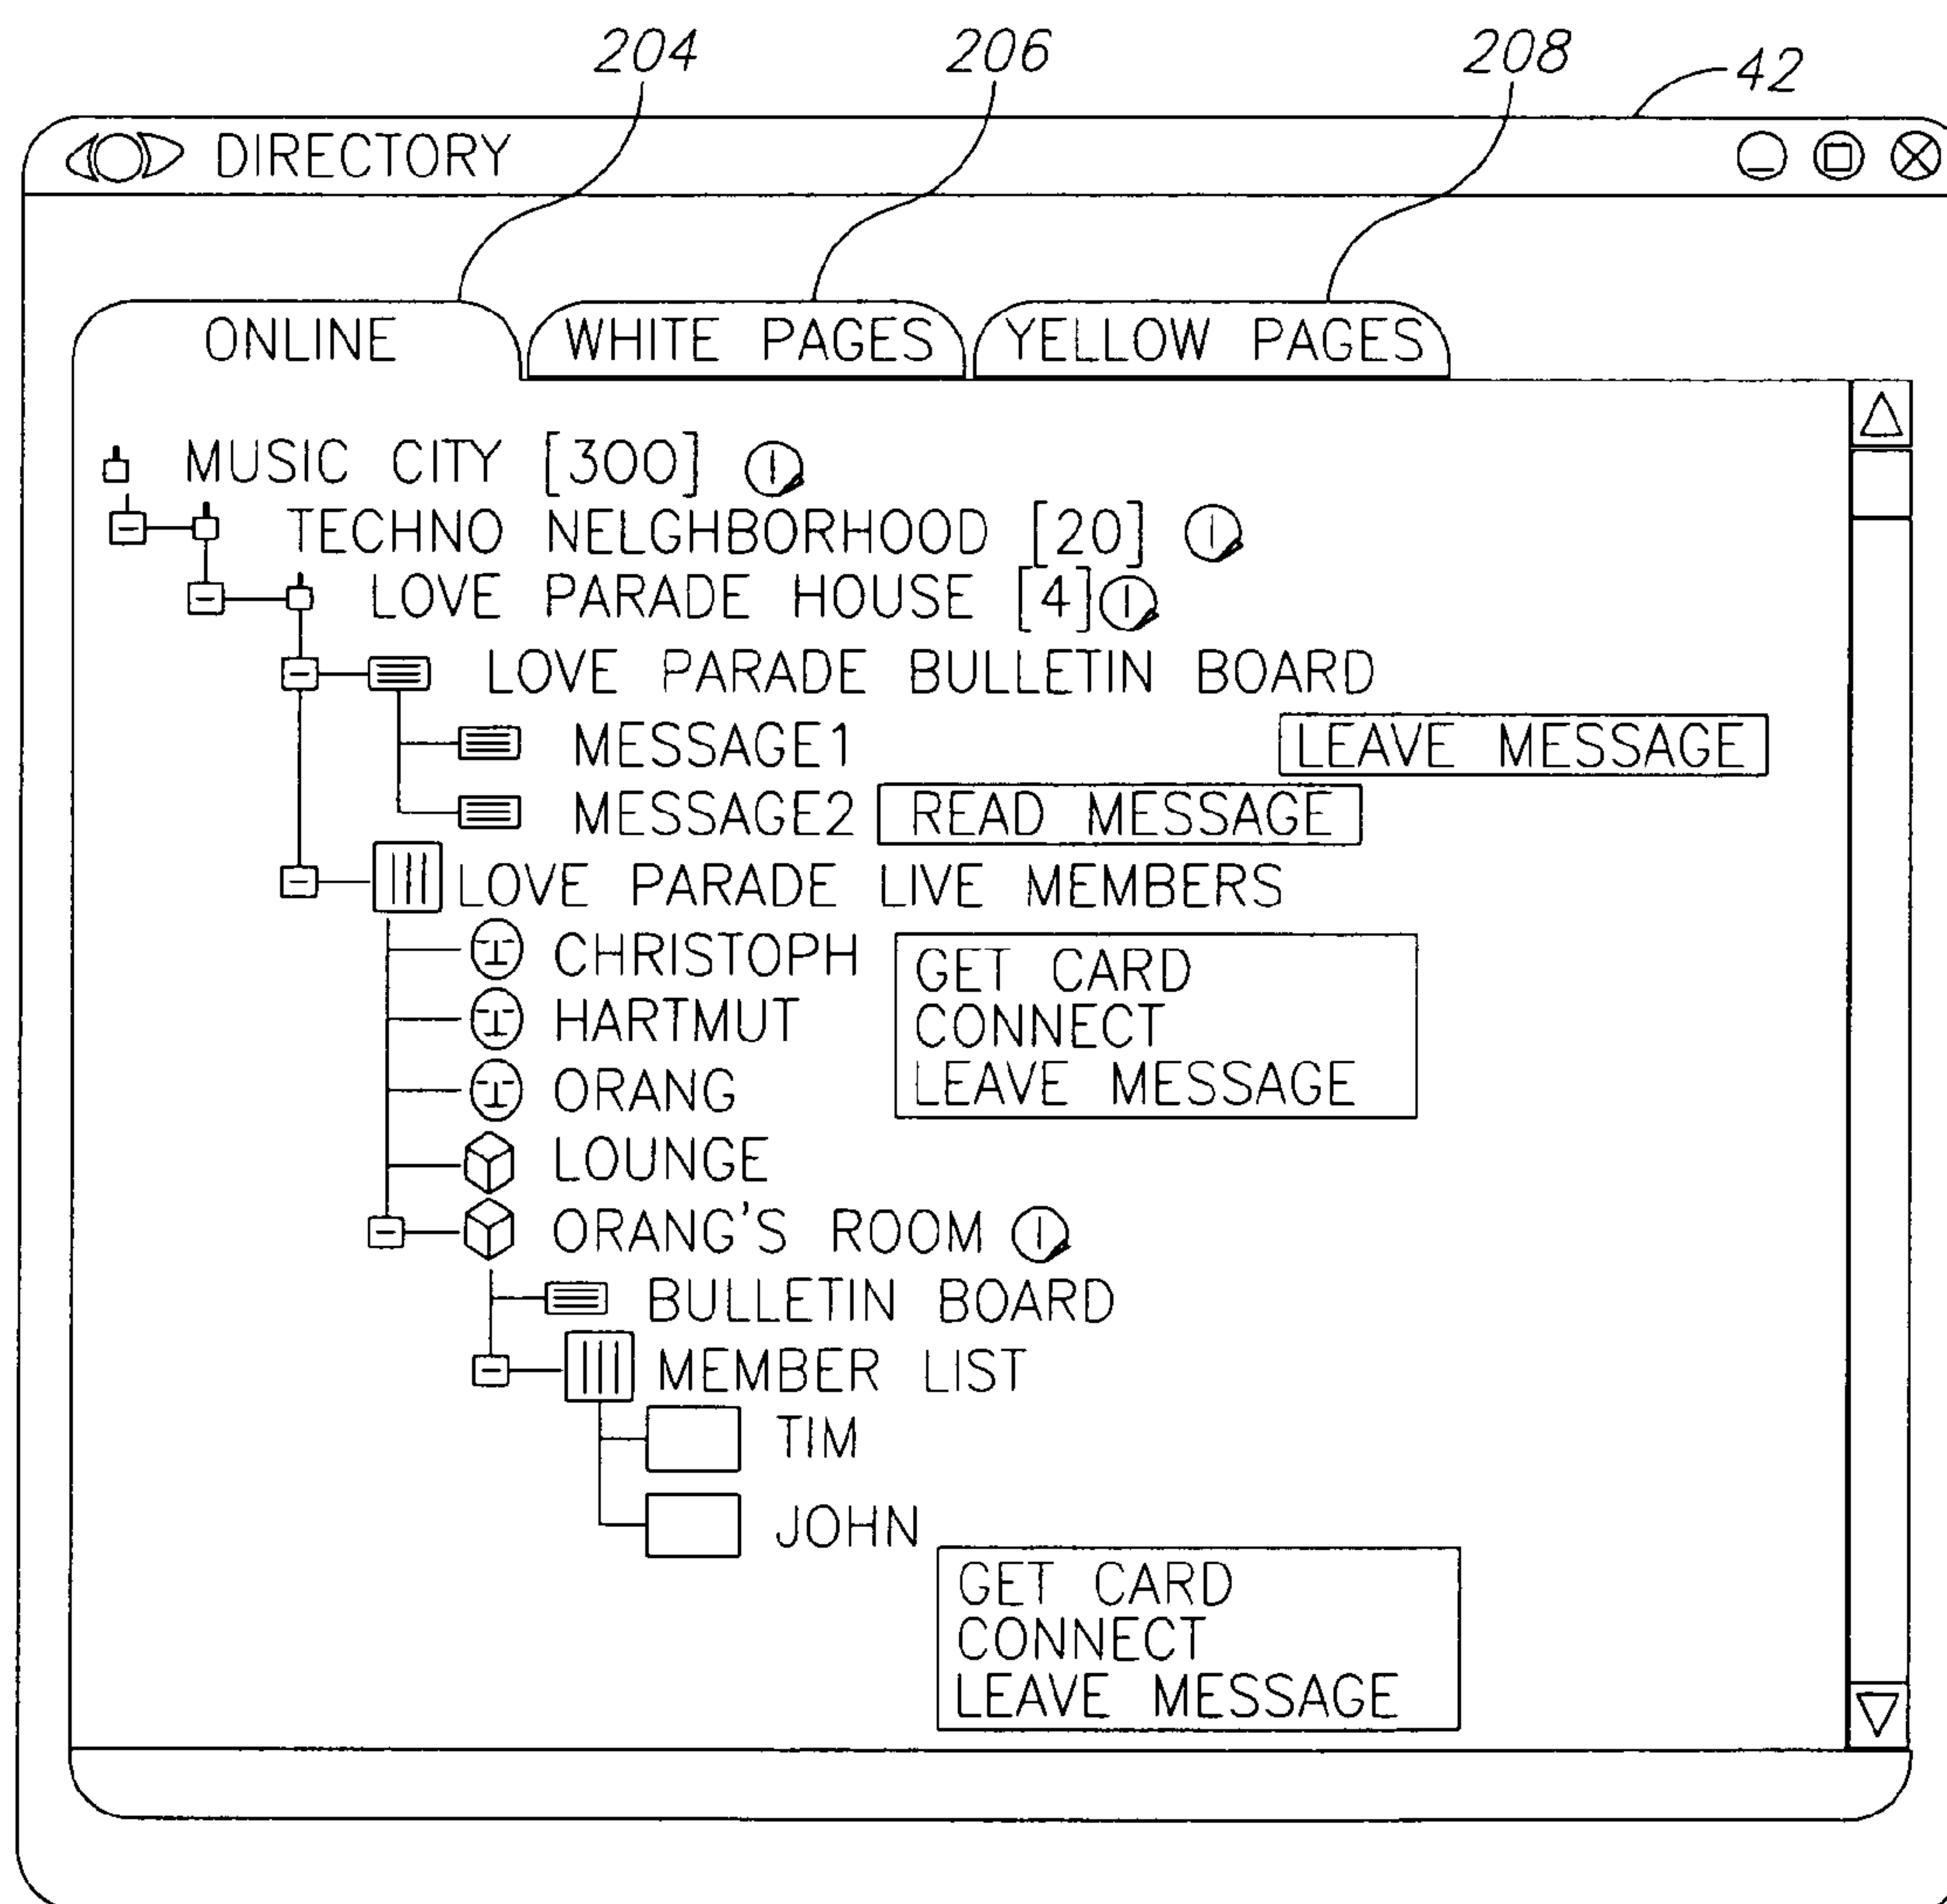 204 206 208 42
DIRECTORY
ONLINE WHITE PAGES YELLOW PAGES
MUSIC CITY [300]
TECHNO NELGHBORHOOD [20]
LOVE PARADE HOUSE [4]
LOVE PARADE BULLETIN BOARD
MESSAGE1 LEAVE MESSAGE
MESSAGE2 READ MESSAGE
LOVE PARADE LIVE MEMBERS
CHRISTOPH GET CARD
HARTMUT CONNECT
ORANG LEAVE MESSAGE
LOUNGE
ORANG'S ROOM
BULLETIN BOARD
MEMBER LIST
TIM
JOHN
GET CARD
CONNECT
LEAVE MESSAGE